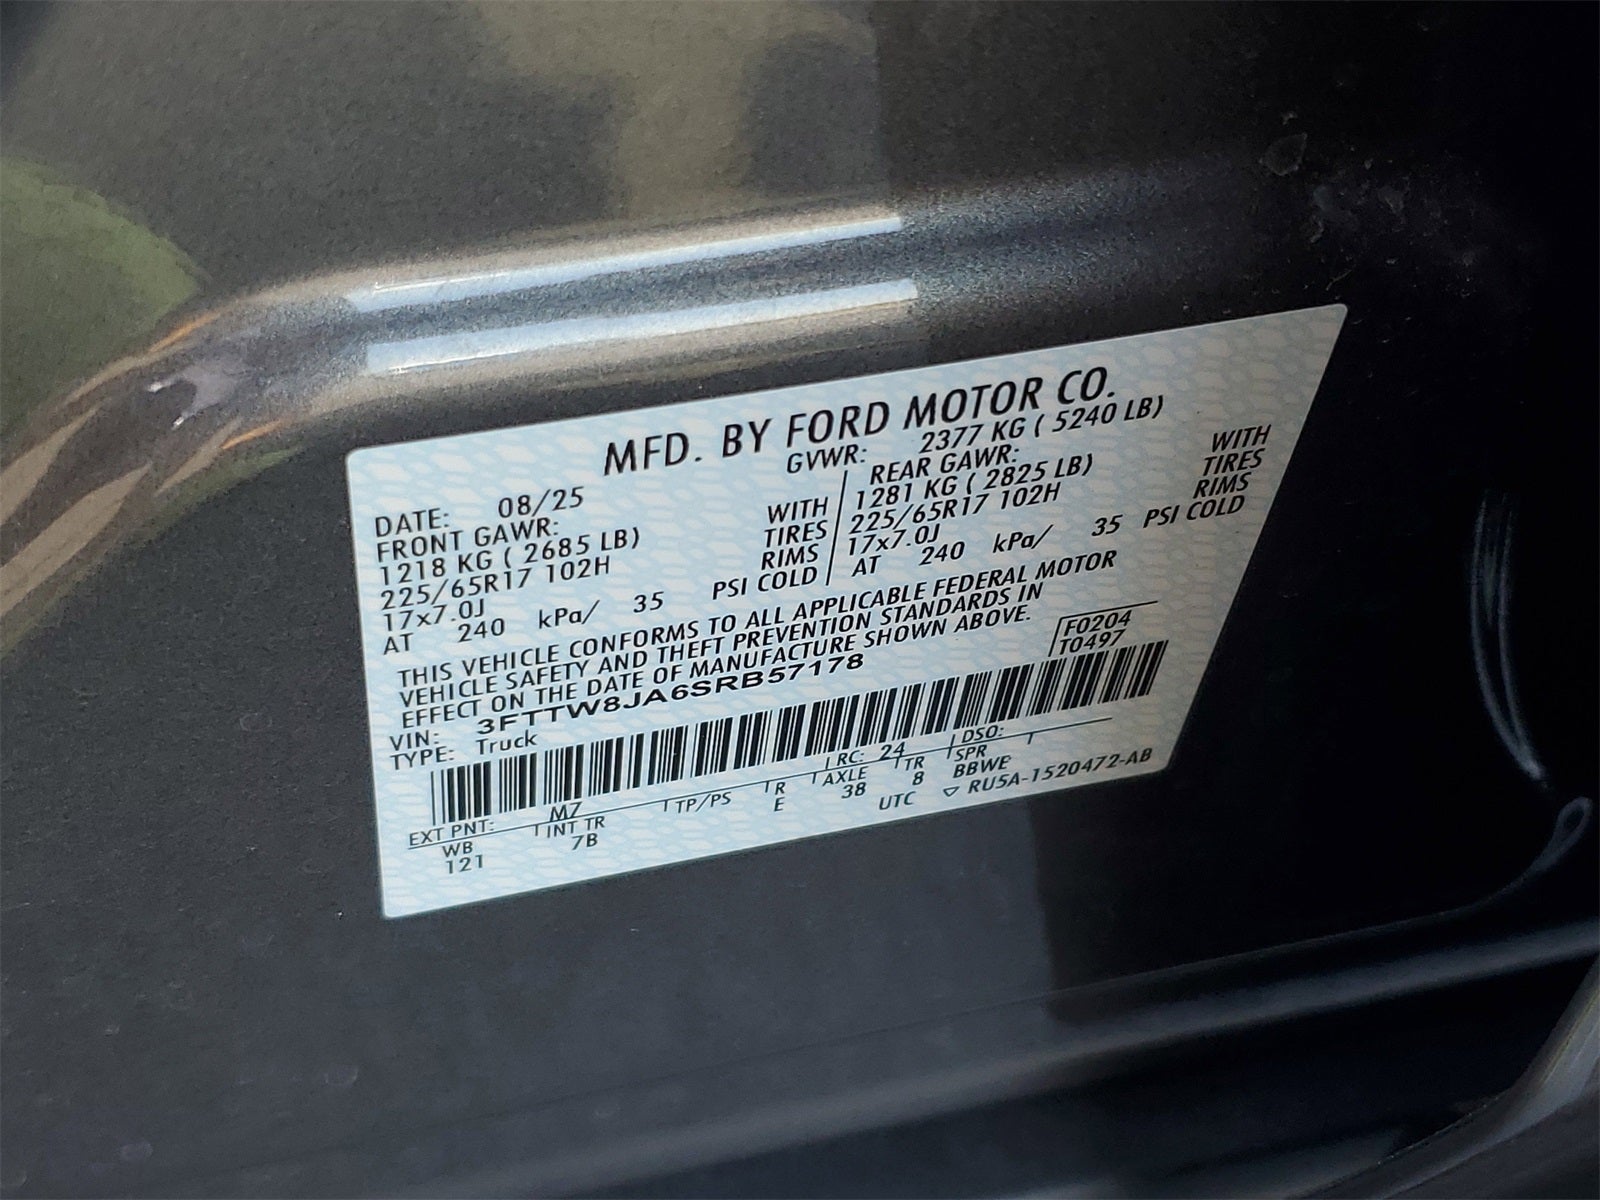 MFD. BY FORD MOTOR CO.
DATE: 08/25 GVWR: 2377 KG ( 5240 LB)
FRONT GAWR: REAR GAWR:
1218 KG ( 2685 LB) WITH 1281 KG ( 2825 LB) WITH
225/65R17 102H TIRES 225/65R17 102H TIRES
17x7.0J RIMS 17x7.0J RIMS
AT 240 kPa/ 35 PSI COLD AT 240 kPa/ 35 PSI COLD
THIS VEHICLE CONFORMS TO ALL APPLICABLE FEDERAL MOTOR
VEHICLE SAFETY AND THEFT PREVENTION STANDARDS IN
EFFECT ON THE DATE OF MANUFACTURE SHOWN ABOVE.
F0204
T0497
VIN: 3FTTW8JA6SRB57178
TYPE: Truck
EXT PNT: M7 RC: 24 DSO:
WB INT TR TP/PS R AXLE TR SPR
121 7B E 38 8 BBWE
UTC ▽ RU5A-1520472-AB